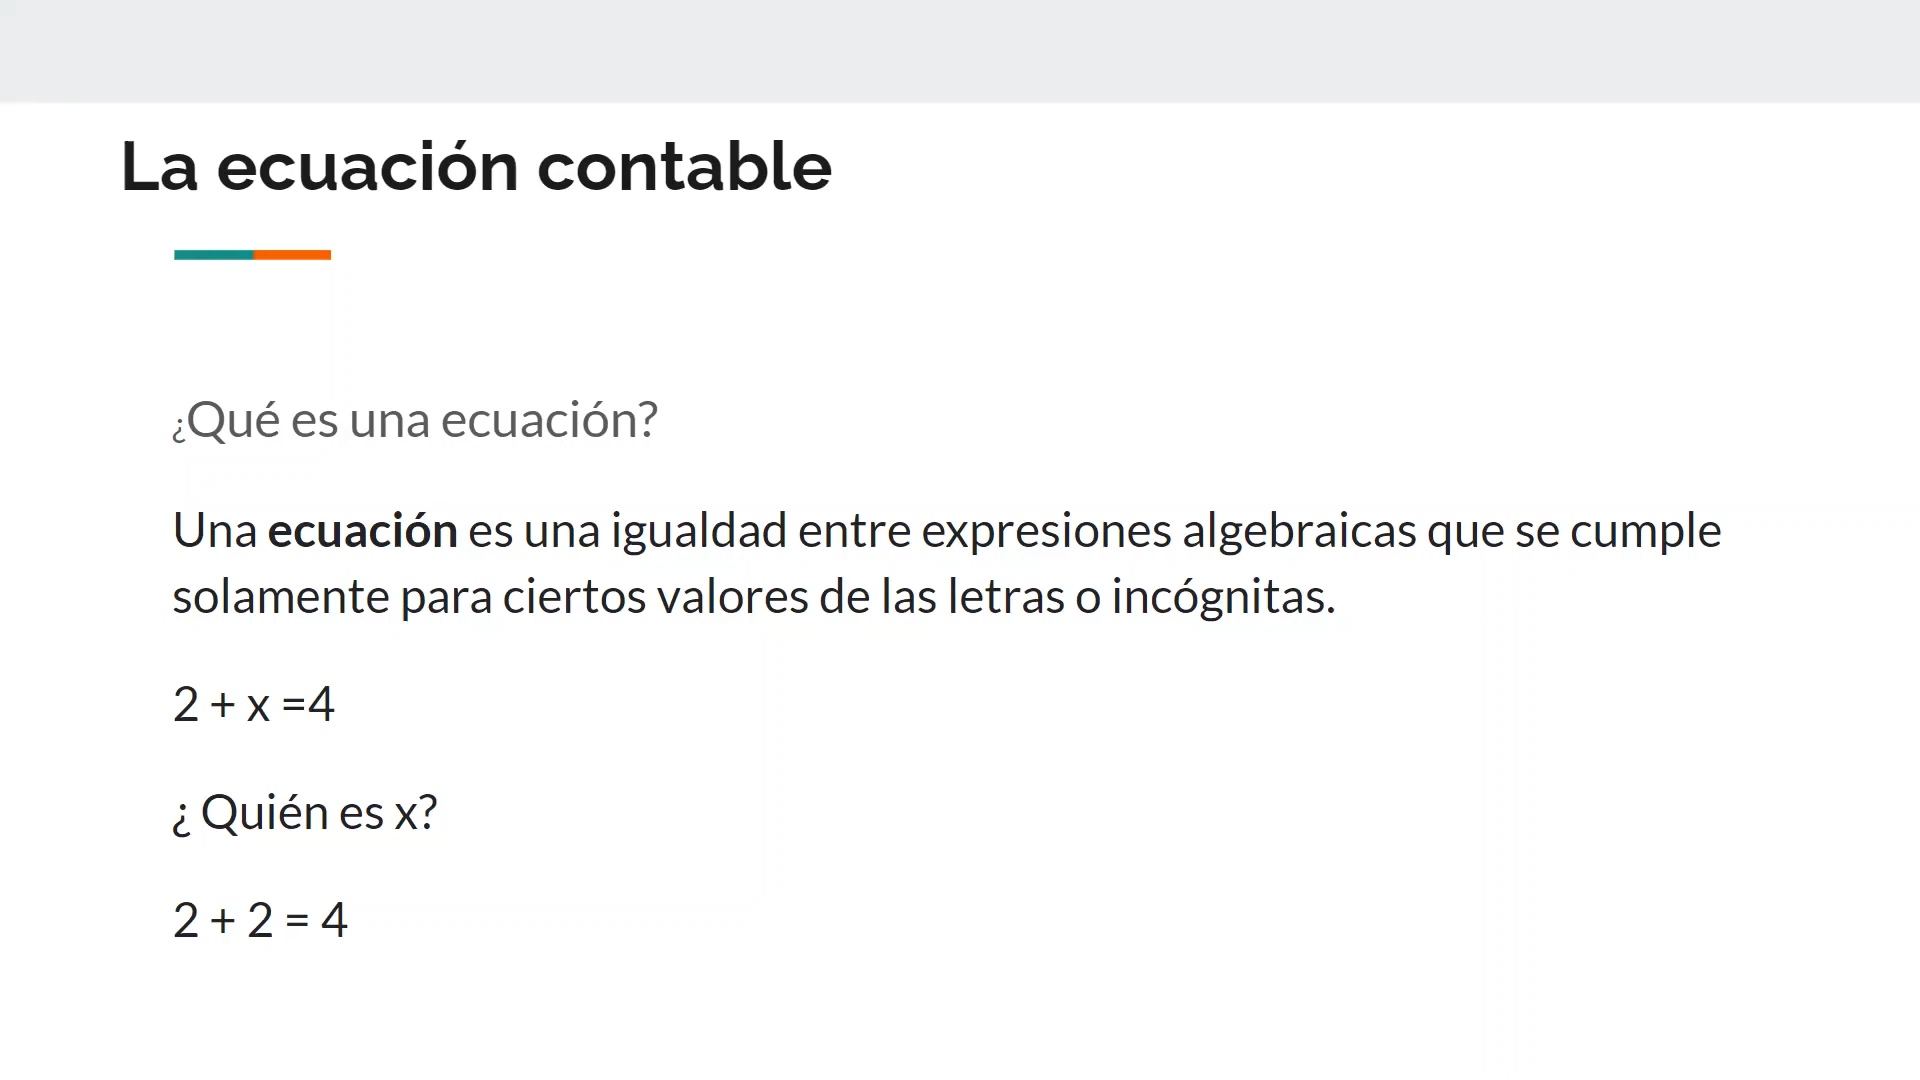 La ecuación contable
¿Qué es una ecuación?
Una ecuación es una igualdad entre expresiones algebraicas que se cumple
solamente para ciertos valores de las letras o incógnitas.
2 + x =4
¿ Quién es x?
2 + 2 = 4